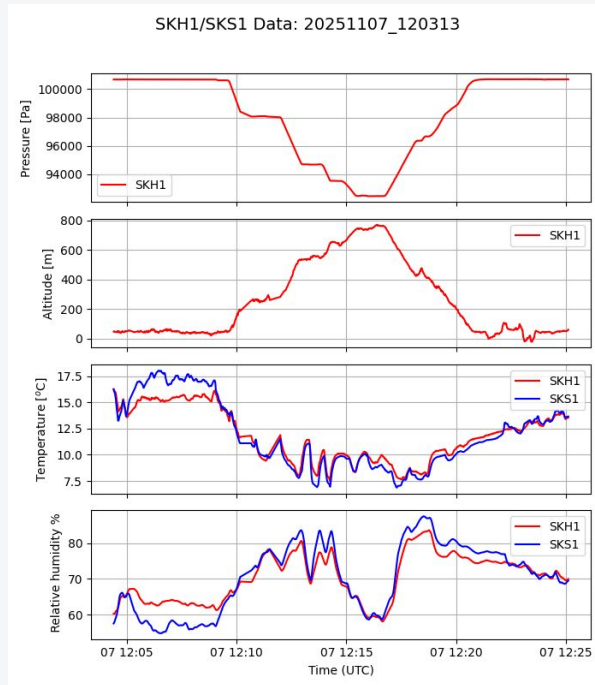 SKH1/SKS1 Data: 20251107_120313
Pressure [Pa]
100000
98000
96000
94000
SKH1
Altitude [m]
800
600
400
200
0
SKH1
Temperature [°C]
17.5
15.0
12.5
10.0
7.5
SKH1
SKS1
Relative humidity %
80
70
60
SKH1
SKS1
07 12:05 07 12:10 07 12:15 07 12:20 07 12:25
Time (UTC)